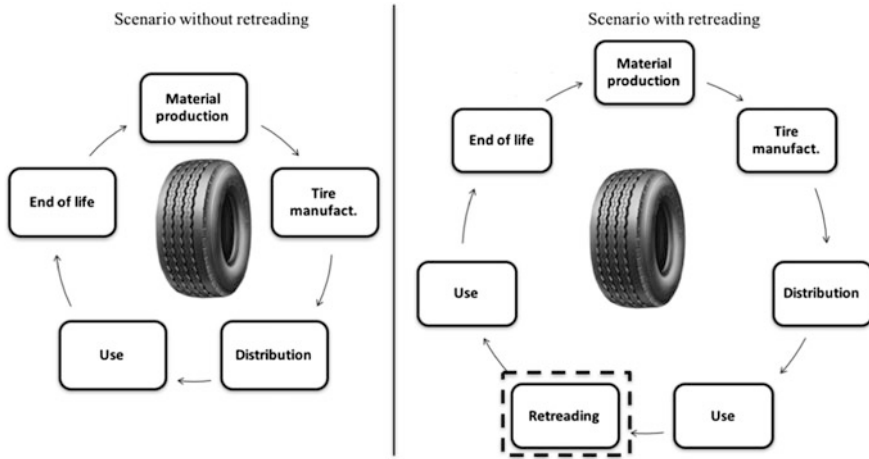 Scenario without retreading
Material
production
Tire
manufact.
Distribution
Use
End of life
Scenario with retreading
Material
production
Tire
manufact.
Distribution
Use
Retreading
Use
End of life